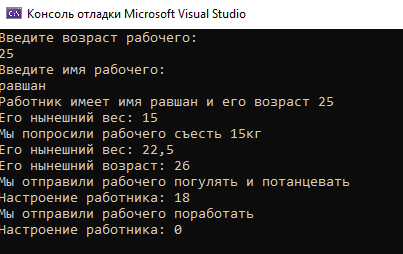 Консоль отладки Microsoft Visual Studio
Введите возраст рабочего:
25
Введите имя рабочего:
равшан
Работник имеет имя равшан и его возраст 25
Его нынешний вес: 15
Мы попросили рабочего съесть 15кг
Его нынешний вес: 22,5
Его нынешний возраст: 26
Мы отправили рабочего погулять и потанцевать
Настроение работника: 18
Мы отправили рабочего поработать
Настроение работника: 0